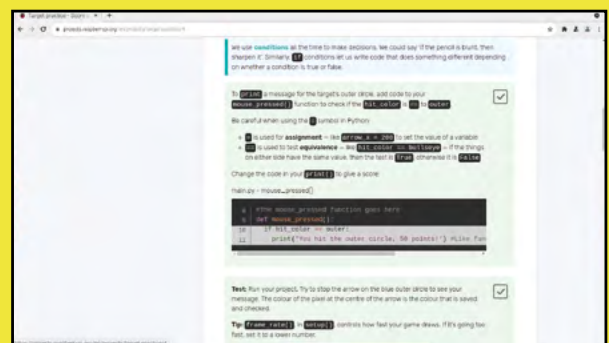 We use conditions all the time to make decisions. We could say 'if the pencil is blunt, then
sharpen it'. Similarly, if conditions let us write code that does something different depending
on whether a condition is true or false.
To print a message for the target's outer circle, add code to your
mouse_pressed() function to check if the hit_color is == to outer.
Be careful when using the = symbol in Python:
= is used for assignment – like arrow_x = 200 to set the value of a variable
== is used to test equivalence – like hit_color == bullseye – if the things
on either side have the same value, then the test is True, otherwise it is False
Change the code in your print() to give a score:
main.py - mouse_pressed()
8 #The mouse_pressed function goes here
9 def mouse_pressed():
10 if hit_color == outer:
11 print('You hit the outer circle, 50 points!') #Like fun
Test: Run your project. Try to stop the arrow on the blue outer circle to see your
message. The colour of the pixel at the centre of the arrow is the colour that is saved
and checked.
Tip: frame_rate(), in setup() controls how fast your game draws. If it's going too
fast, set it to a lower number.